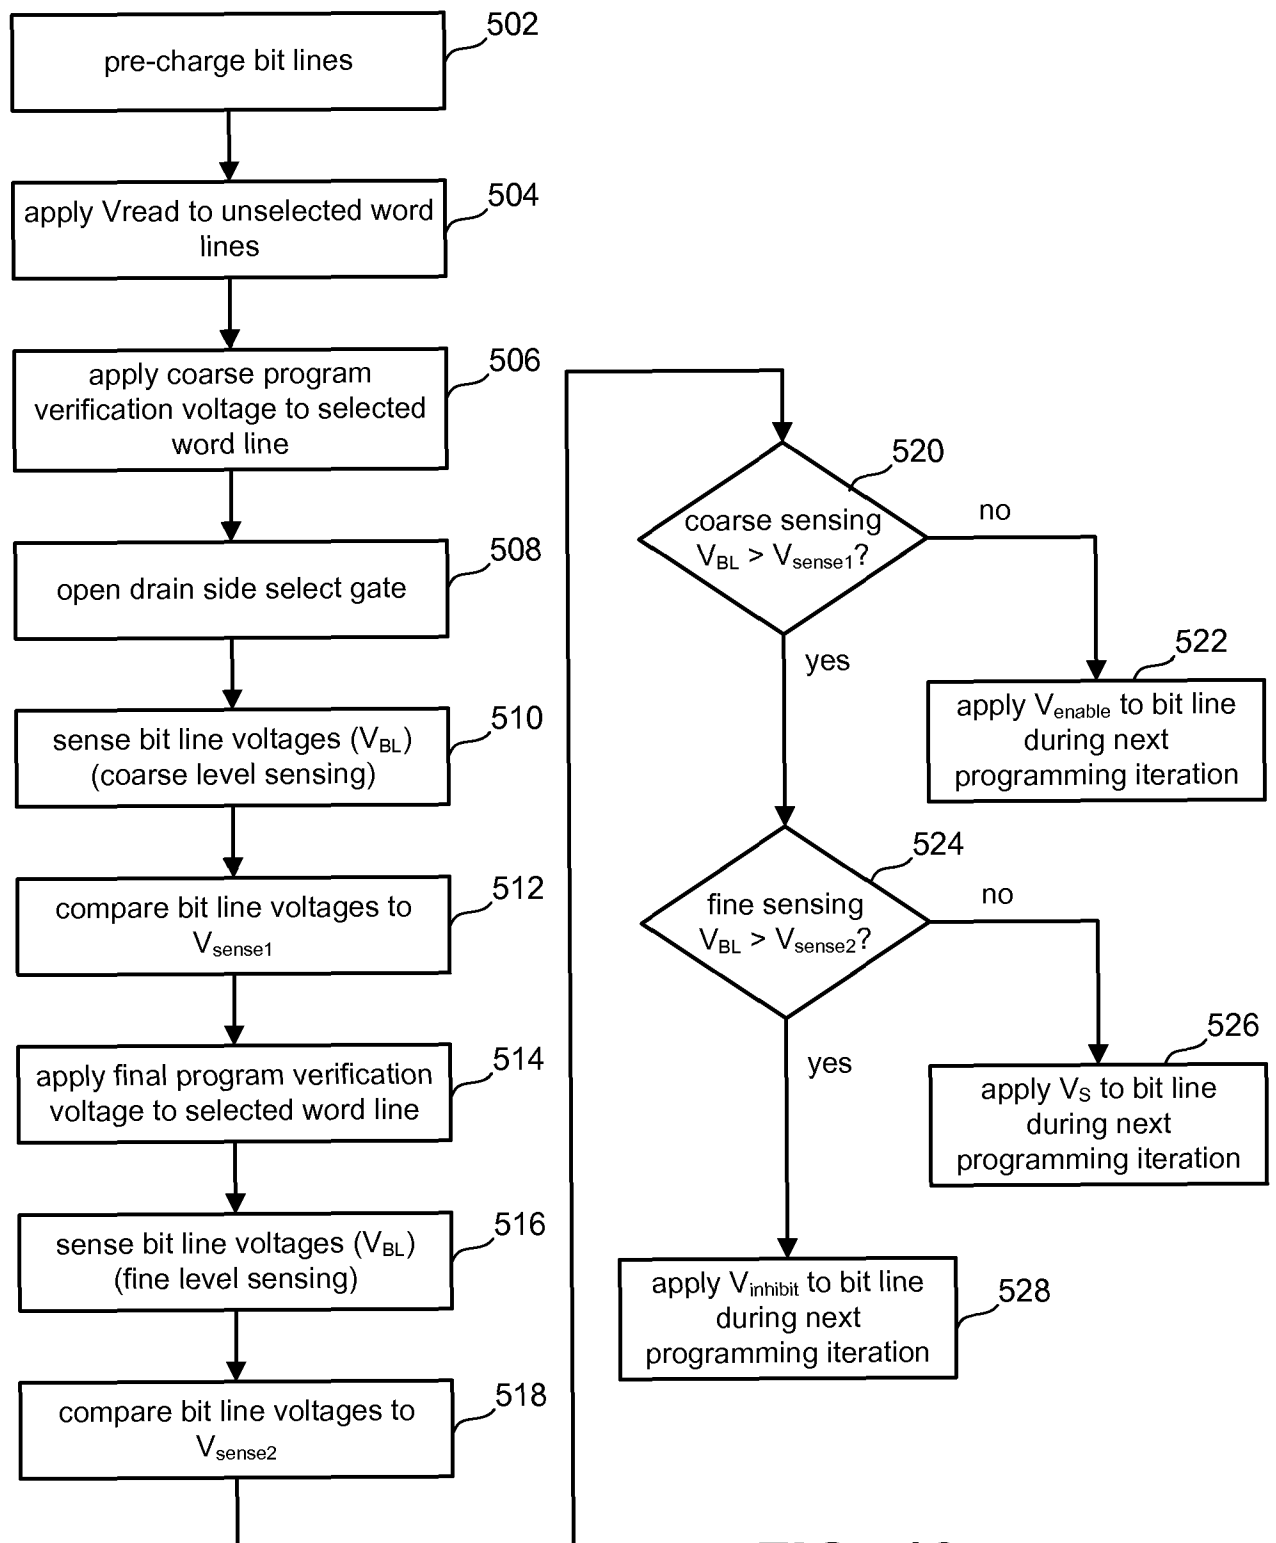 502
pre-charge bit lines
504
apply Vread to unselected word
lines
506
apply coarse program
verification voltage to selected
word line
508
open drain side select gate
510
sense bit line voltages (VBL)
(coarse level sensing)
512
compare bit line voltages to
Vsense1
514
apply final program verification
voltage to selected word line
516
sense bit line voltages (VBL)
(fine level sensing)
518
compare bit line voltages to
Vsense2
520
coarse sensing
VBL > Vsense1?
no
yes
522
apply Venable to bit line
during next
programming iteration
524
fine sensing
VBL > Vsense2?
no
yes
526
apply VS to bit line
during next
programming iteration
528
apply Vinhibit to bit line
during next
programming iteration